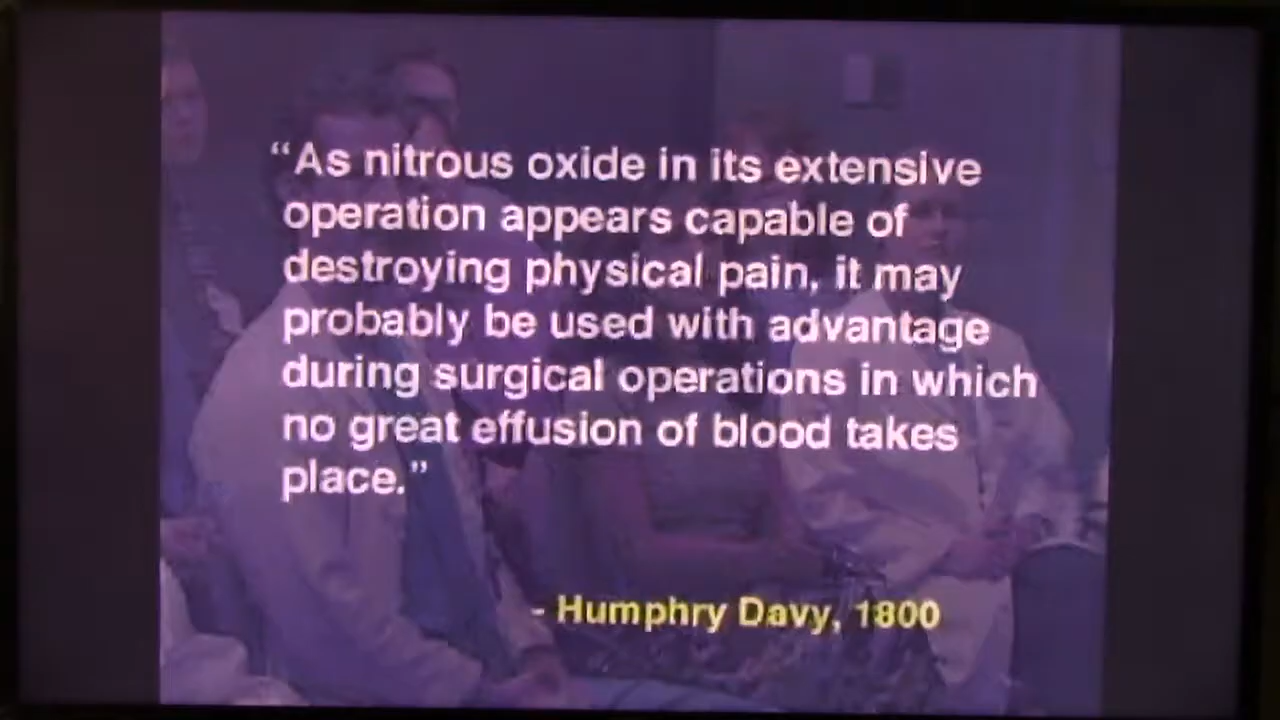 “As nitrous oxide in its extensive
operation appears capable of
destroying physical pain, it may
probably be used with advantage
during surgical operations in which
no great effusion of blood takes
place.”
- Humphry Davy, 1800